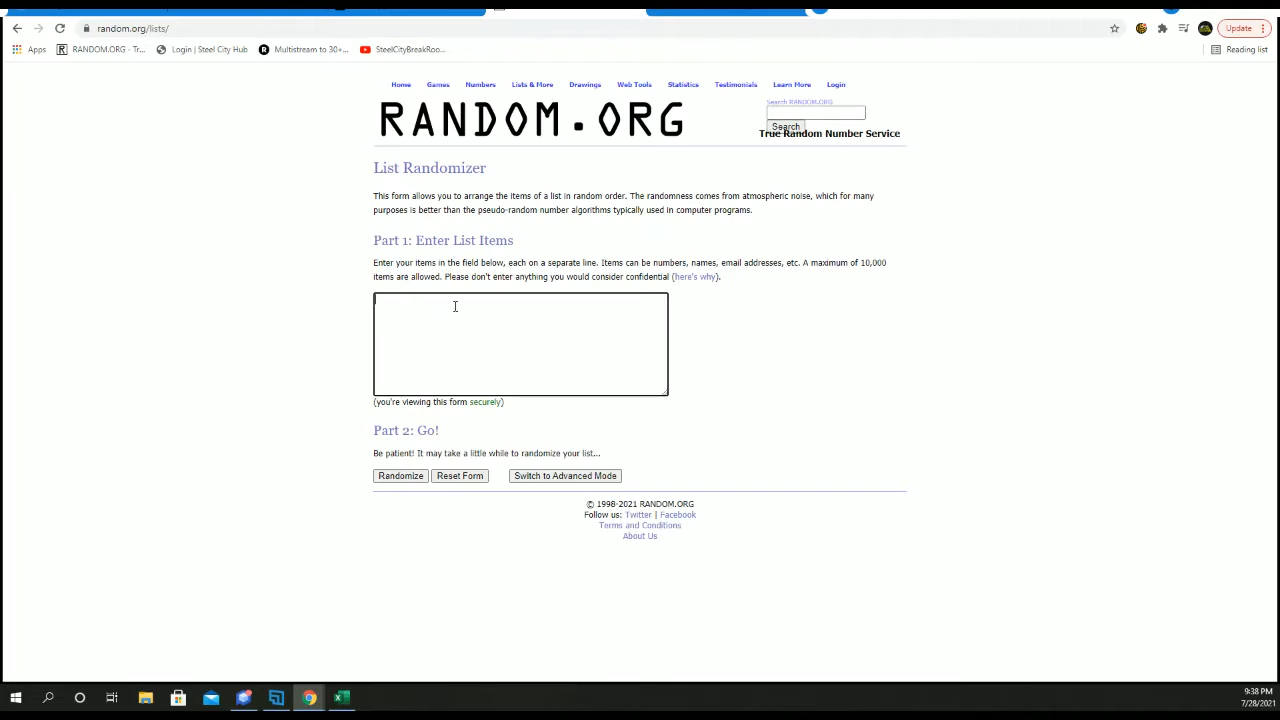 random.org/lists/
Update
Apps
RANDOM.ORG - Tr...
Login | Steel City Hub
Multistream to 30+...
SteelCityBreakRoo...
Reading list
Home
Games
Numbers
Lists & More
Drawings
Web Tools
Statistics
Testimonials
Learn More
Login
RANDOM.ORG
Search RANDOM.ORG
Search
True Random Number Service
List Randomizer
This form allows you to arrange the items of a list in random order. The randomness comes from atmospheric noise, which for many
purposes is better than the pseudo-random number algorithms typically used in computer programs.
Part 1: Enter List Items
Enter your items in the field below, each on a separate line. Items can be numbers, names, email addresses, etc. A maximum of 10,000
items are allowed. Please don't enter anything you would consider confidential (here's why).
(you're viewing this form securely)
Part 2: Go!
Be patient! It may take a little while to randomize your list...
Randomize
Reset Form
Switch to Advanced Mode
© 1998-2021 RANDOM.ORG
Follow us: Twitter | Facebook
Terms and Conditions
About Us
9:38 PM
7/28/2021